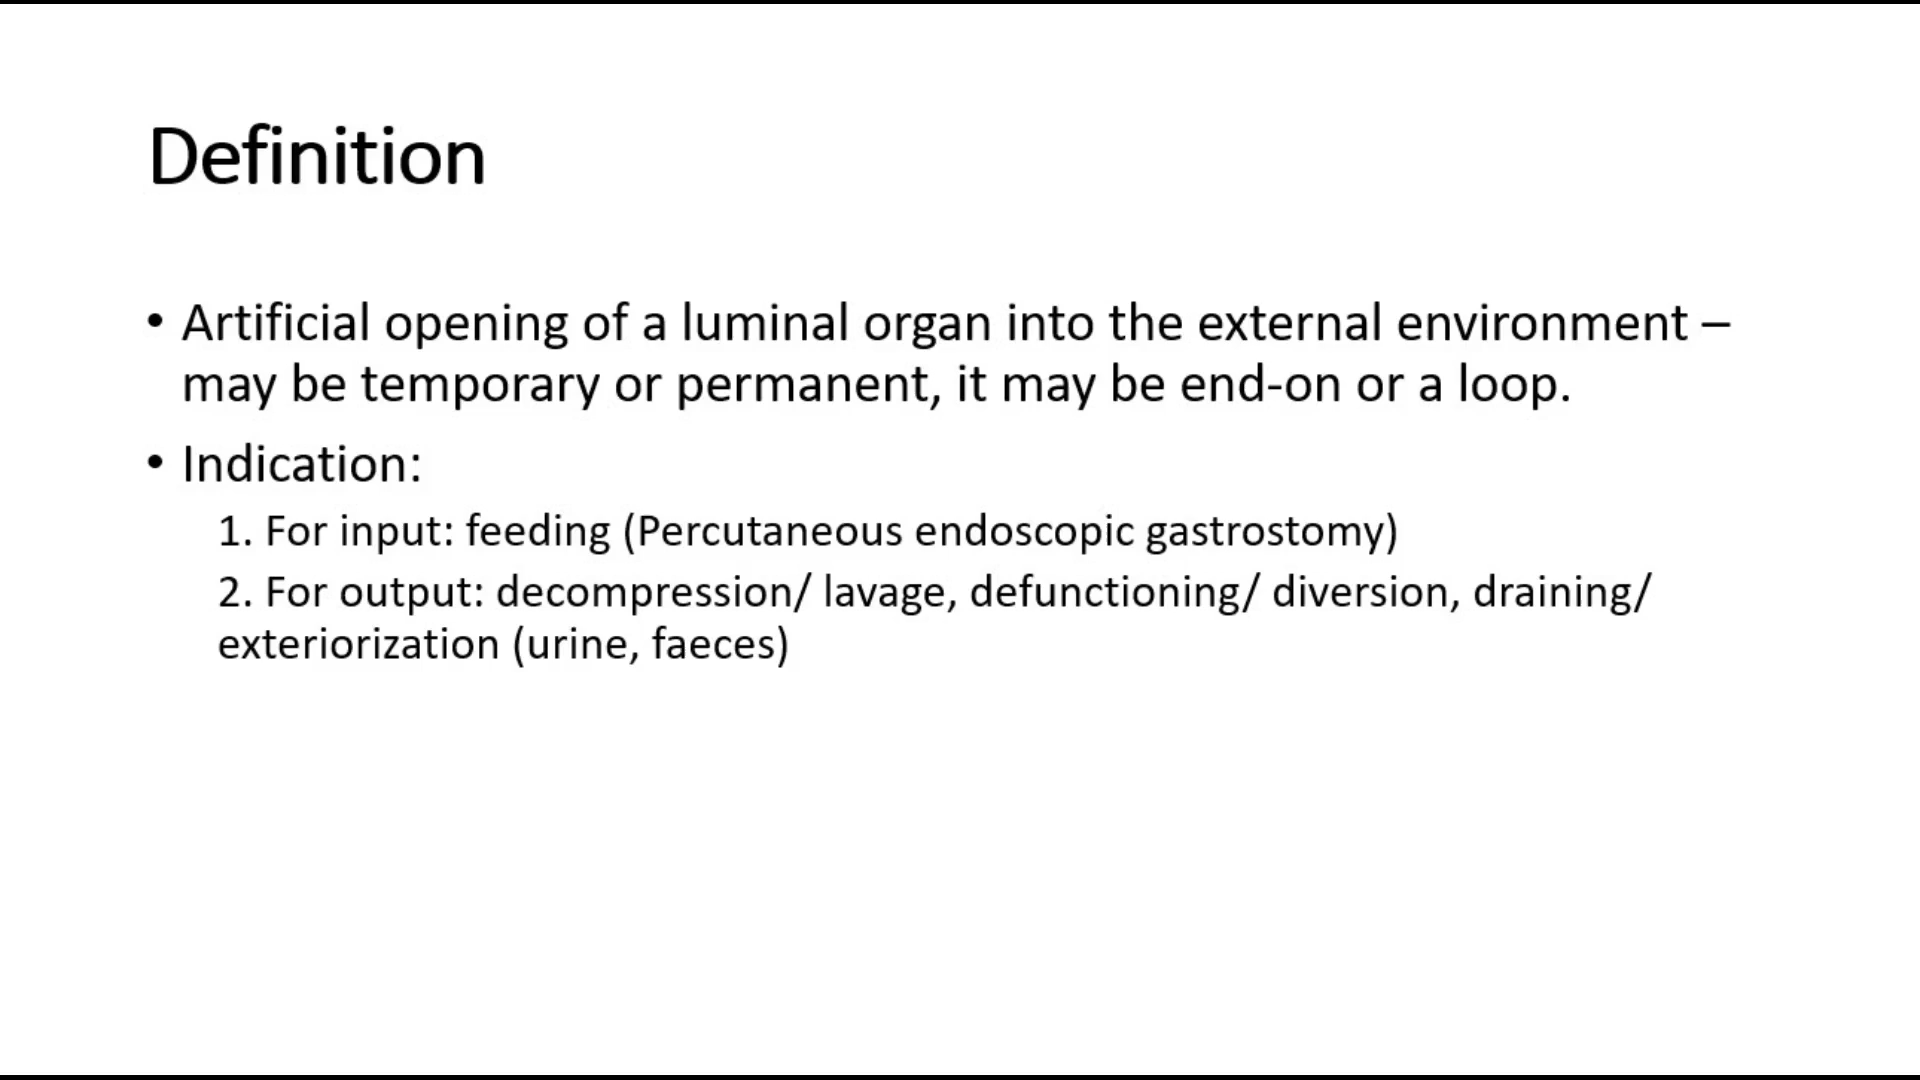 Definition
• Artificial opening of a luminal organ into the external environment –
may be temporary or permanent, it may be end-on or a loop.
• Indication:
1. For input: feeding (Percutaneous endoscopic gastrostomy)
2. For output: decompression/ lavage, defunctioning/ diversion, draining/
exteriorization (urine, faeces)